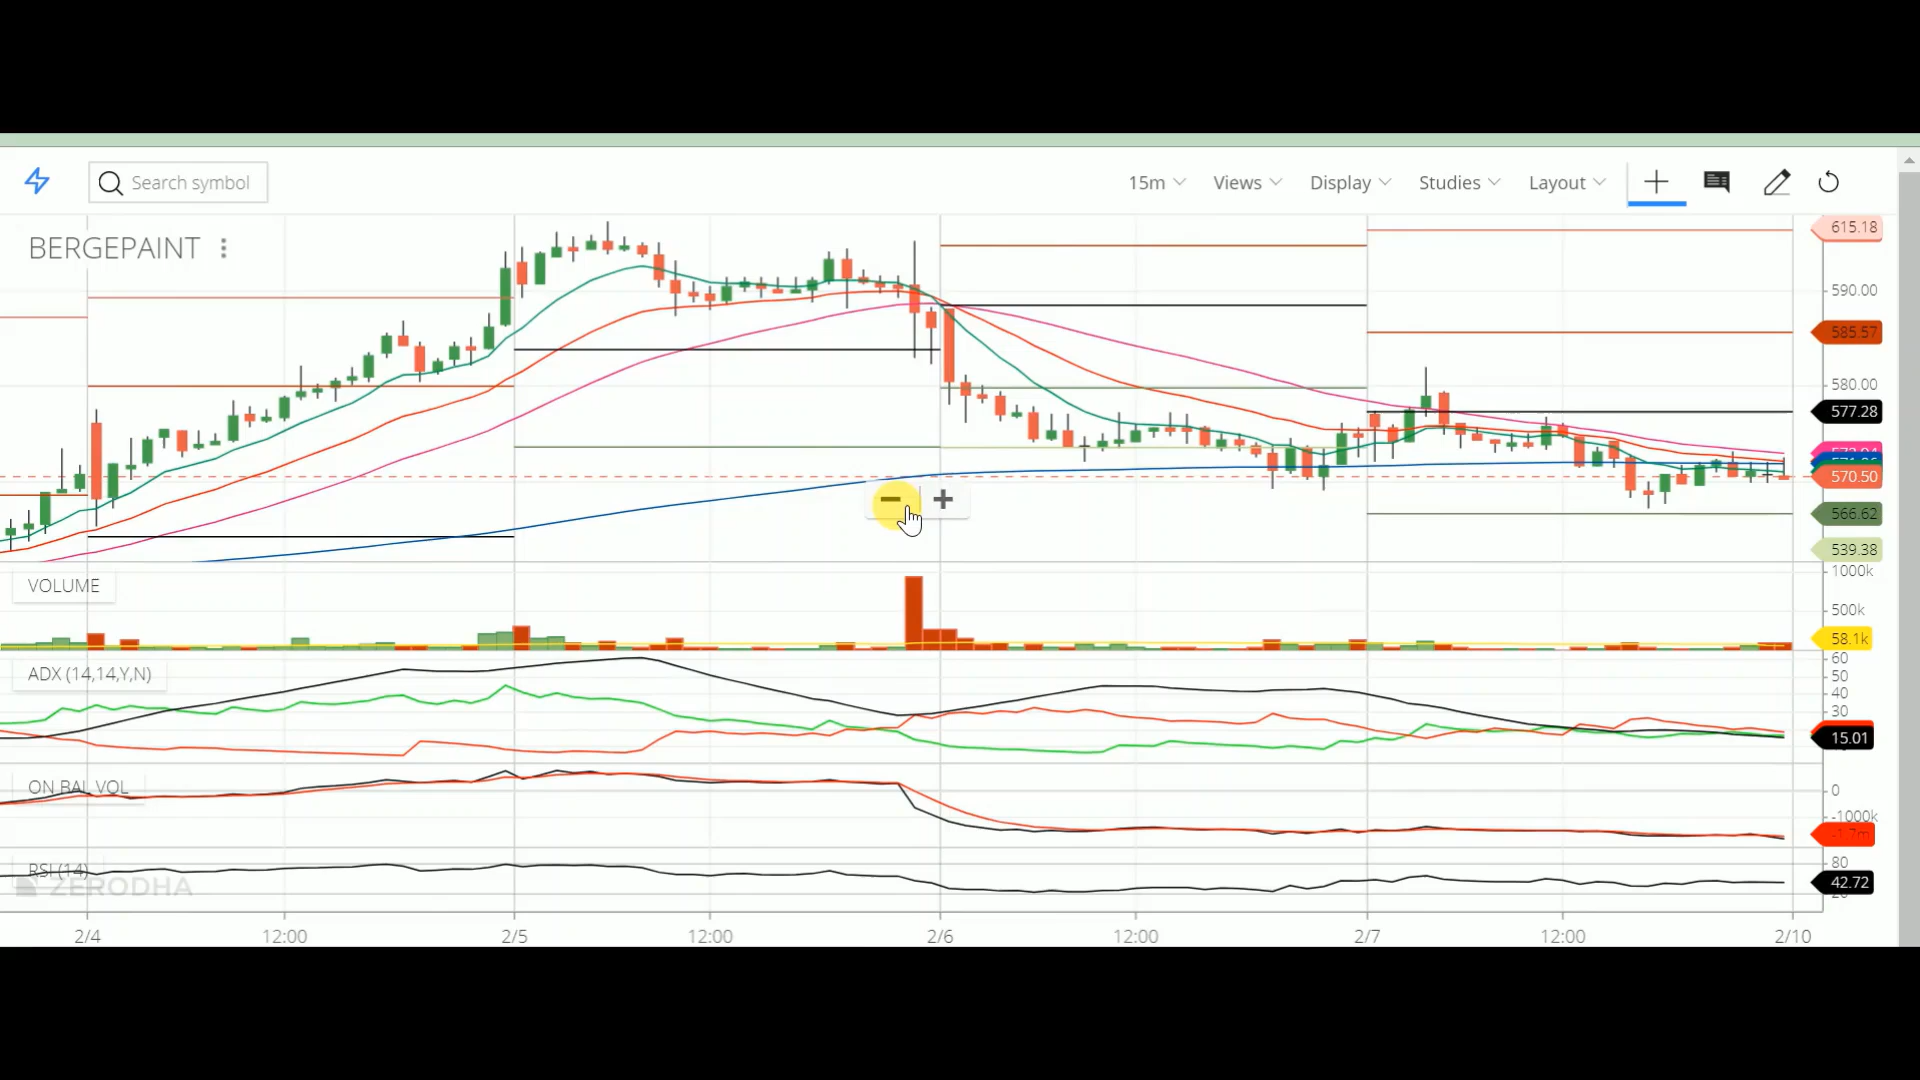 Search symbol
15m Views Display Studies Layout
BERGEPAINT
615.18
590.00
585.57
580.00
577.28
570.50
566.62
539.38
VOLUME
1000k
500k
58.1k
ADX (14,14,Y,N)
60
50
40
30
15.01
ON BAL VOL
0
-1000k
-1.7m
RSI (14)
80
42.72
ZERODHA
2/4 12:00 2/5 12:00 2/6 12:00 2/7 12:00 2/10